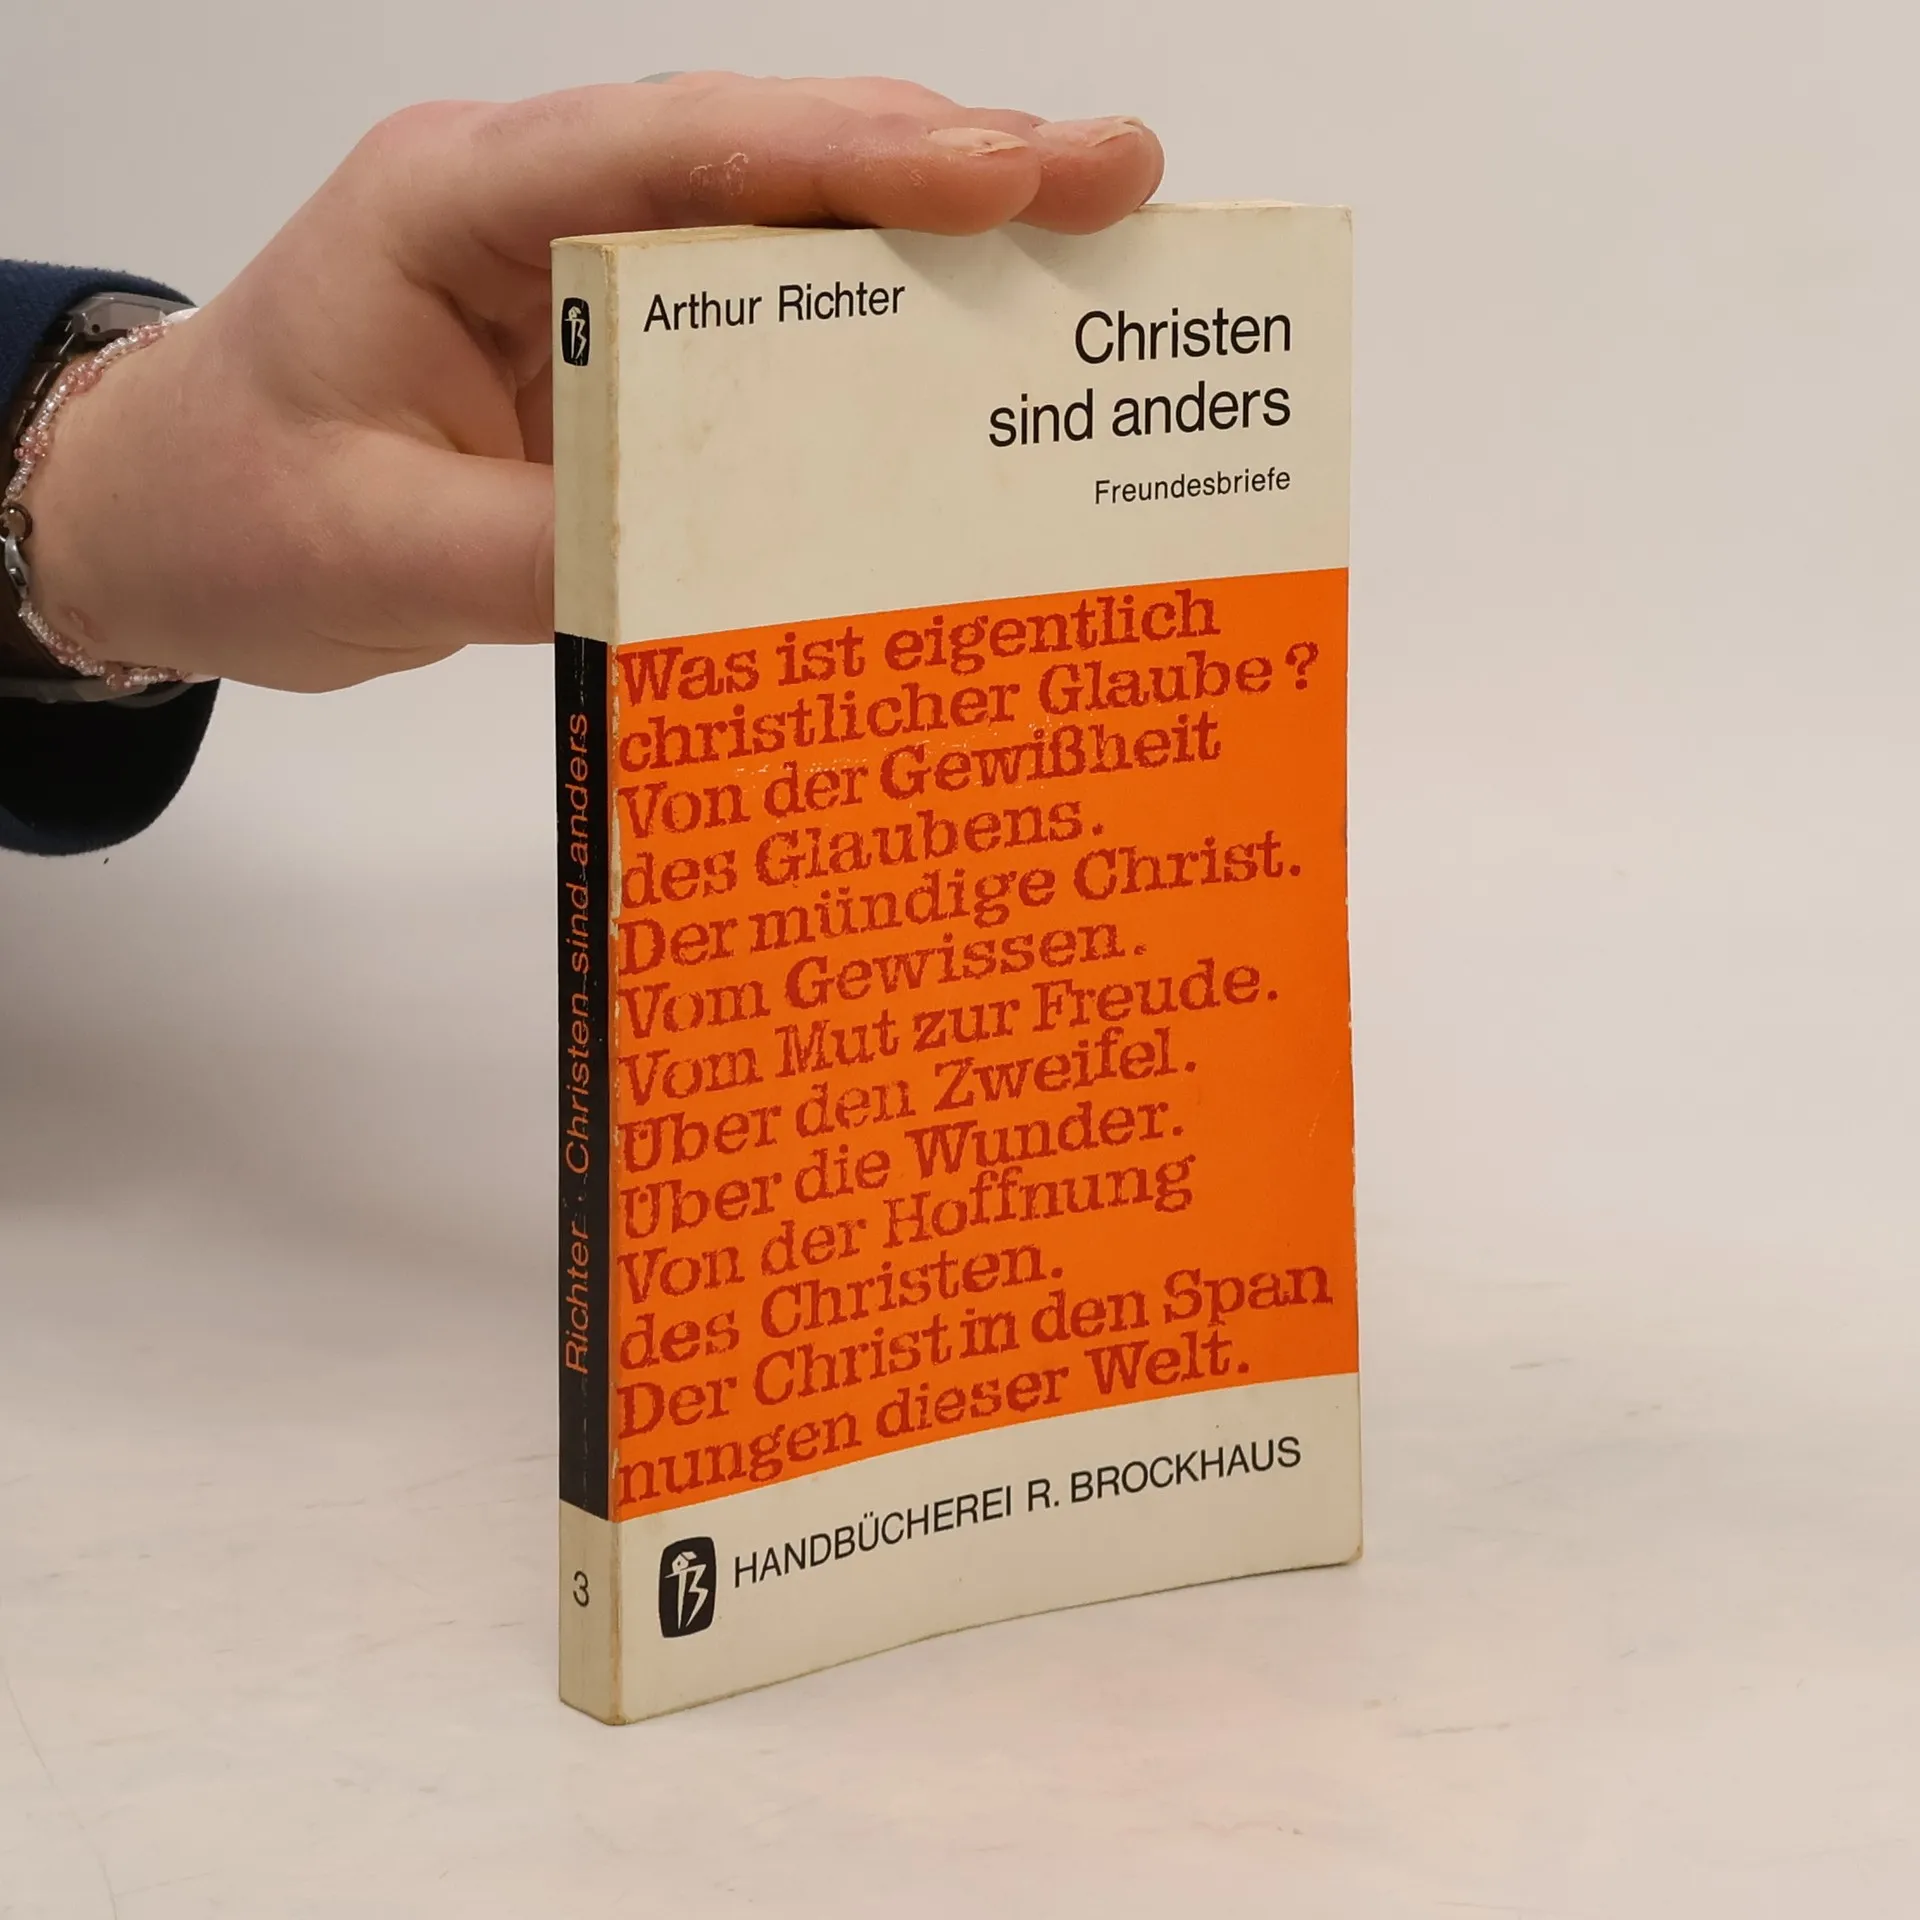 Arthur Richter
Christen
sind anders
Freundesbriefe
Was ist eigentlich
christlicher Glaube?
Von der Gewißheit
des Glaubens.
Der mündige Christ.
Vom Gewissen.
Vom Mut zur Freude.
Über den Zweifel.
Über die Wunder.
Von der Hoffnung
des Christen.
Der Christ in den Span
nungen dieser Welt.
B HANDBÜCHEREI R. BROCKHAUS
B
Richter · Christen sind anders
3